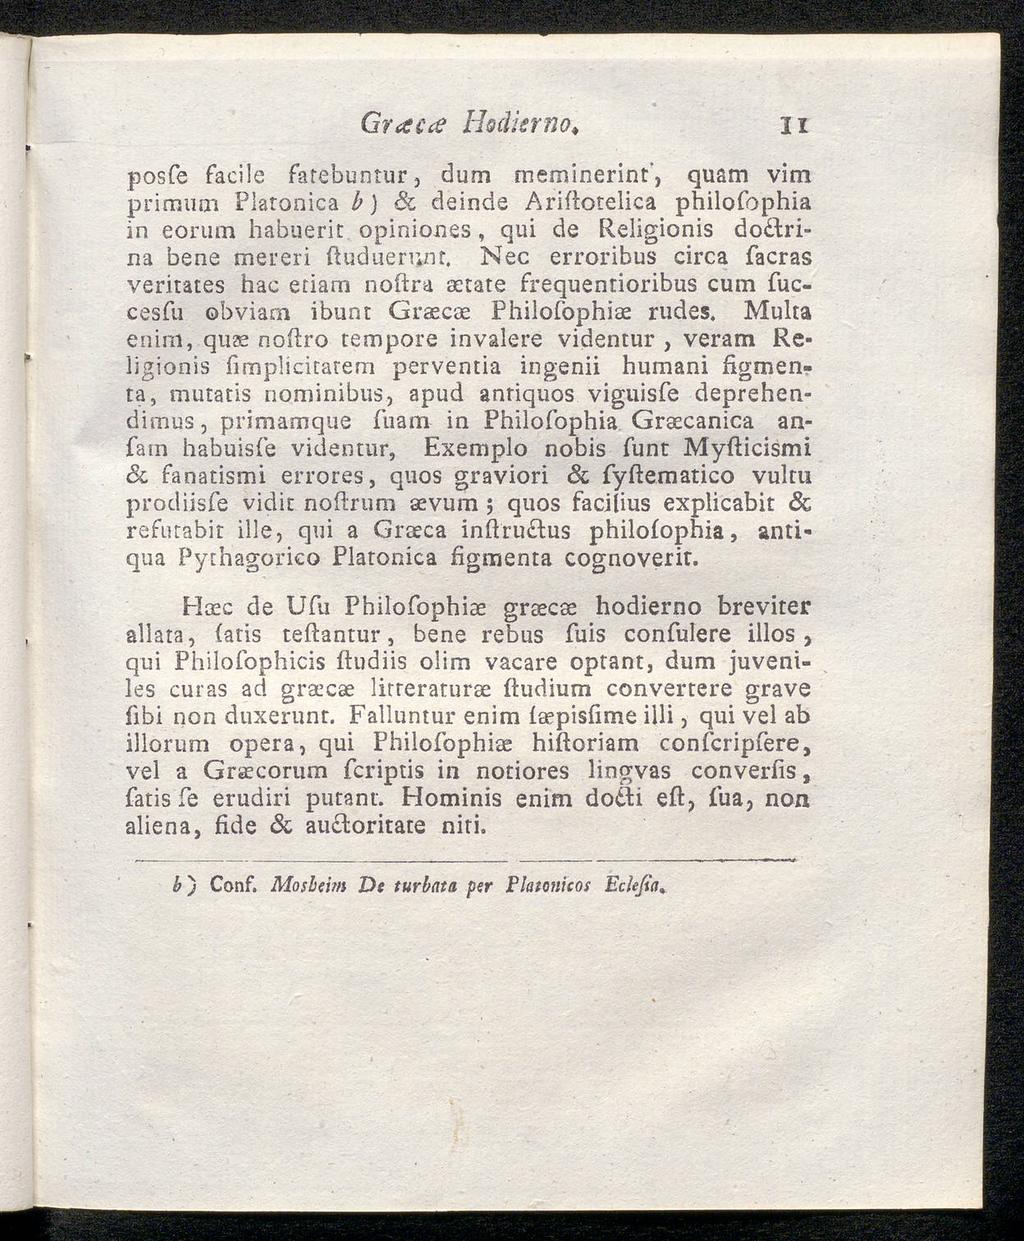 Græcæ Hodierno. 11
posſe facile fatebuntur, dum meminerint, quam vim
primum Platonica b) & deinde Ariſtotelica philoſophia
in eorum habuerit opiniones, qui de Religionis doctri-
na bene mereri ſtuduerunt. Nec erroribus circa ſacras
veritates hac etiam noſtra ætate frequentioribus cum ſuc-
cesſu obviam ibunt Græcæ Philoſophiæ rudes. Multa
enim, quæ noſtro tempore invalere videntur, veram Re-
ligionis ſimplicitatem perventia ingenii humani figmen-
ta, mutatis nominibus, apud antiquos viguisſe deprehen-
dimus, primamque ſuam in Philoſophia Græcanica an-
ſam habuisſe videntur, Exemplo nobis ſunt Myſticismi
& fanatismi errores, quos graviori & ſyſtematico vultu
prodiisſe vidit noſtrum ævum; quos facilius explicabit &
refutabit ille, qui a Græca inſtructus philoſophia, anti-
qua Pythagorico Platonica figmenta cognoverit.
Hæc de Uſu Philoſophiæ græcæ hodierno breviter
allata, ſatis teſtantur, bene rebus ſuis conſulere illos,
qui Philoſophicis ſtudiis olim vacare optant, dum juveni-
les curas ad græcæ litteraturæ ſtudium convertere grave
ſibi non duxerunt. Falluntur enim ſæpisſime illi, qui vel ab
illorum opera, qui Philoſophiæ hiſtoriam conſcripſere,
vel a Græcorum ſcriptis in notiores lingvas converſis,
ſatis ſe erudiri putant. Hominis enim docti eſt, ſua, non
aliena, fide & auctoritate niti.
b) Conf. Mosheim De turbata per Platonicos Ecleſia.